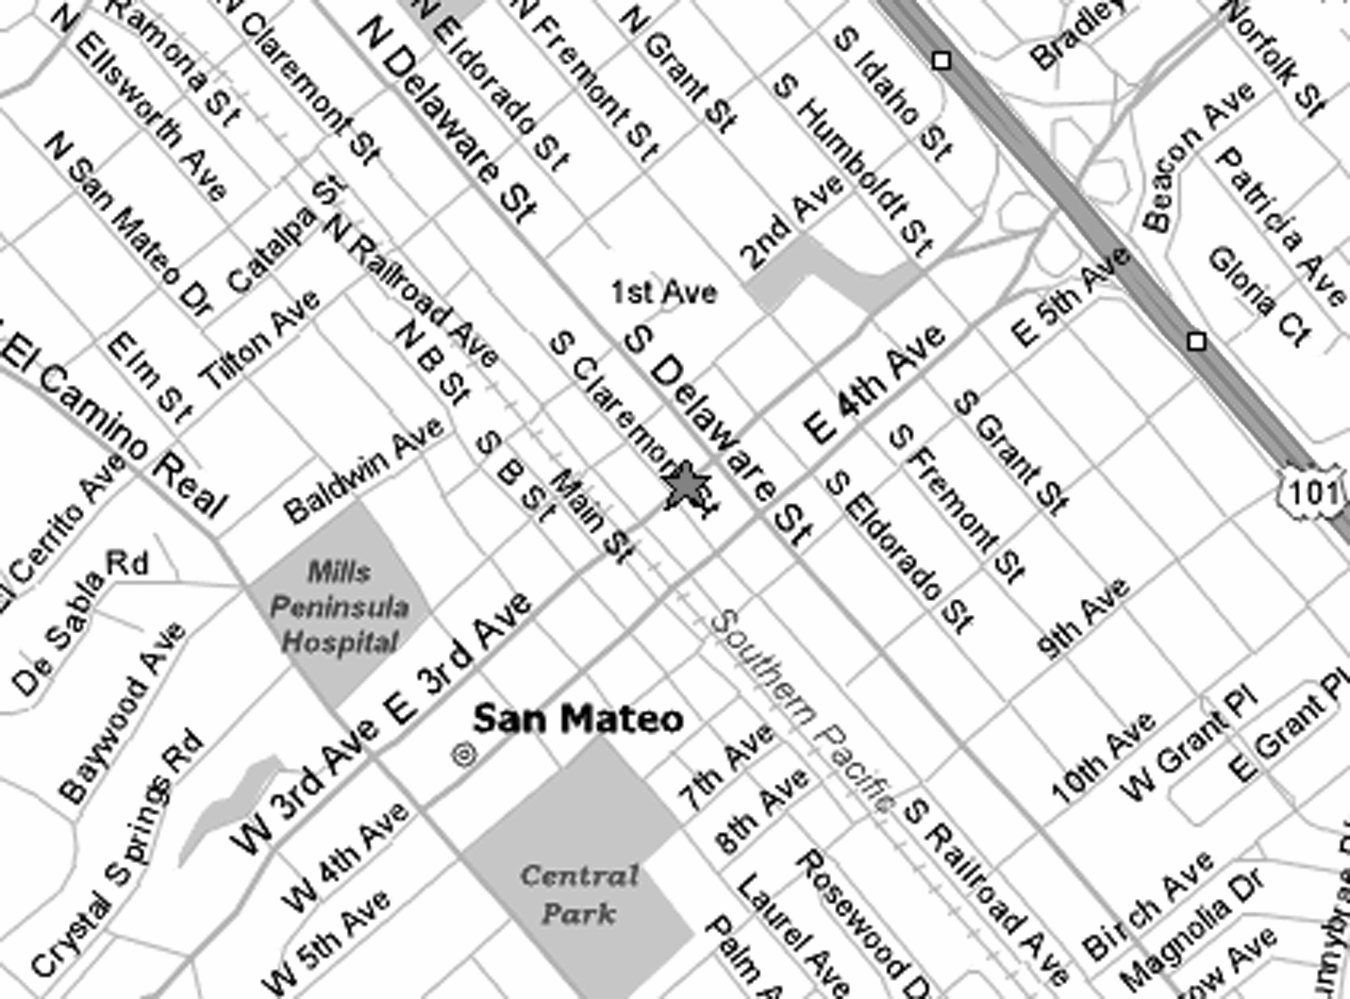 Ramona St
N Ellsworth Ave
N Claremont St
N Delaware St
N Eldorado St
N Fremont St
N Grant St
S Idaho St
S Humboldt St
Bradley
Norfolk St
Beacon Ave
Patricia Ave
Gloria Ct
N San Mateo Dr
Catalpa St
N Railroad Ave
2nd Ave
1st Ave
E 5th Ave
El Camino Real
Elm St
Tilton Ave
N B St
S Claremont St
S Delaware St
E 4th Ave
S Grant St
S Fremont St
S Eldorado St
101
El Cerrito Ave
Baldwin Ave
S B St
Main St
De Sabla Rd
Mills
Peninsula
Hospital
Baywood Ave
E 3rd Ave
9th Ave
Southern Pacific
San Mateo
W 3rd Ave
Crystal Springs Rd
W 4th Ave
W 5th Ave
7th Ave
8th Ave
10th Ave
W Grant Pl
E Grant Pl
Central
Park
Laurel Ave
Palm A
Rosewood D
S Railroad Ave
Birch Ave
Magnolia Dr
row Ave